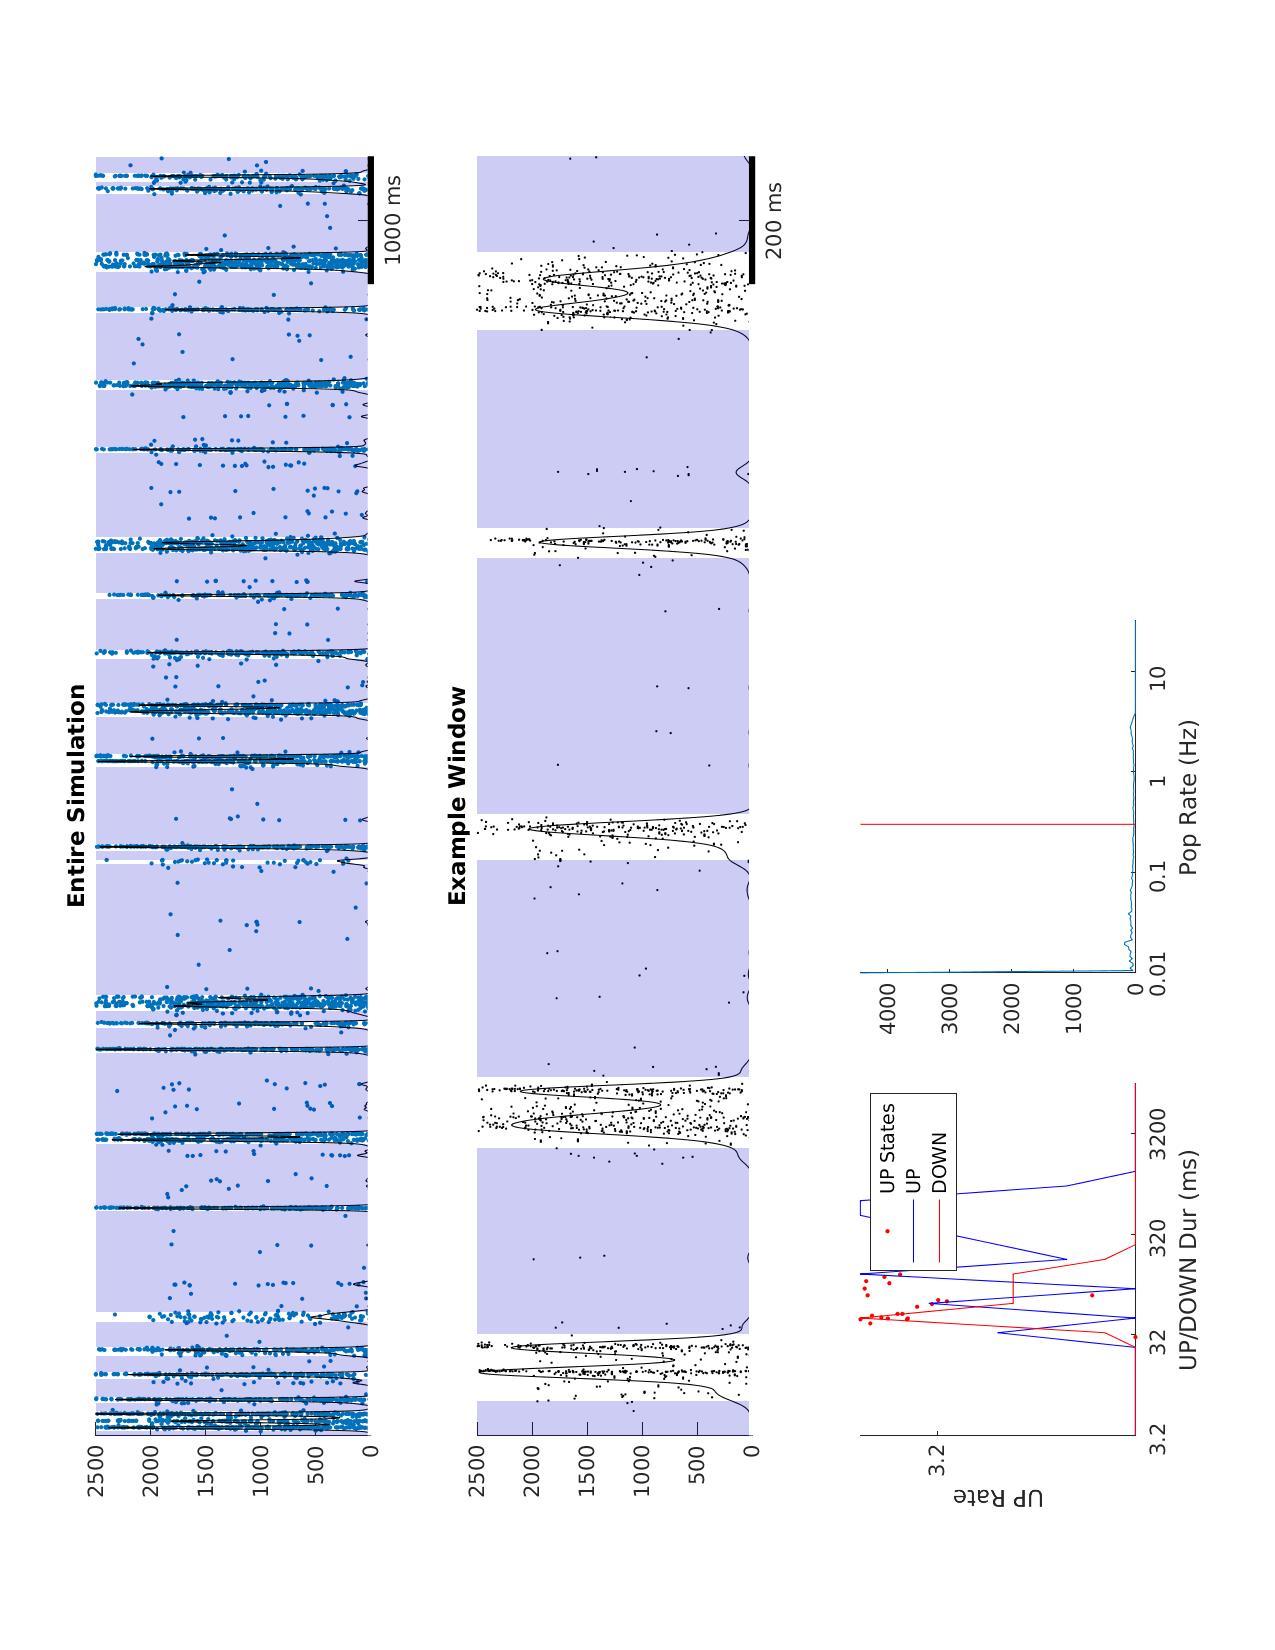 Entire Simulation
2500
2000
1500
1000
500
0
1000 ms
Example Window
2500
2000
1500
1000
500
0
200 ms
UP Rate
3.2
UP States
UP
DOWN
3.2 32 320 3200
UP/DOWN Dur (ms)
4000
3000
2000
1000
0
0.01 0.1 1 10
Pop Rate (Hz)